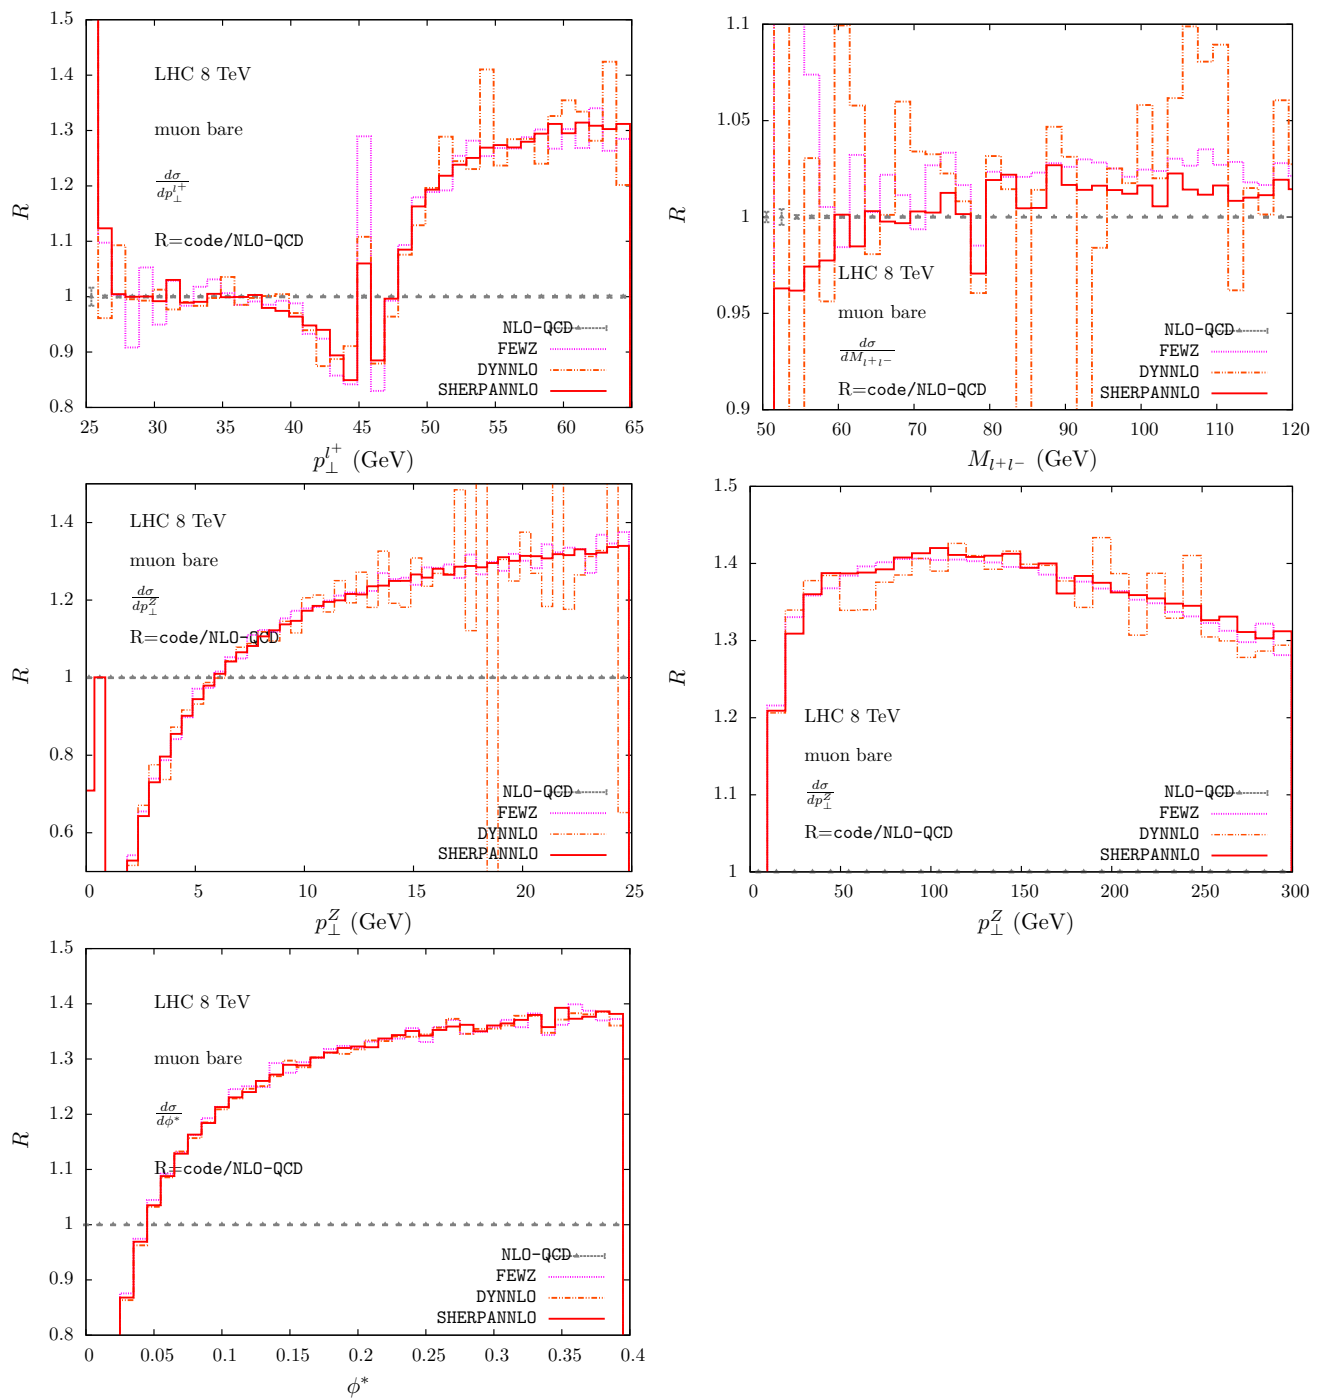 1.5
1.4
1.3
1.2
1.1
1
0.9
0.8
R
LHC 8 TeV
muon bare
dσ/dp⊥^{l+}
R=code/NLO-QCD
NLO-QCD
FEWZ
DYNNLO
SHERPANNLO
25 30 35 40 45 50 55 60 65
p⊥^{l+} (GeV)
1.1
1.05
1
0.95
0.9
R
LHC 8 TeV
muon bare
dσ/dM_{l+l−}
R=code/NLO-QCD
NLO-QCD
FEWZ
DYNNLO
SHERPANNLO
50 60 70 80 90 100 110 120
M_{l+l−} (GeV)
1.4
1.2
1
0.8
0.6
R
LHC 8 TeV
muon bare
dσ/dp⊥^Z
R=code/NLO-QCD
NLO-QCD
FEWZ
DYNNLO
SHERPANNLO
0 5 10 15 20 25
p⊥^Z (GeV)
1.5
1.4
1.3
1.2
1.1
1
R
LHC 8 TeV
muon bare
dσ/dp⊥^Z
R=code/NLO-QCD
NLO-QCD
FEWZ
DYNNLO
SHERPANNLO
0 50 100 150 200 250 300
p⊥^Z (GeV)
1.5
1.4
1.3
1.2
1.1
1
0.9
0.8
R
LHC 8 TeV
muon bare
dσ/dϕ*
R=code/NLO-QCD
NLO-QCD
FEWZ
DYNNLO
SHERPANNLO
0 0.05 0.1 0.15 0.2 0.25 0.3 0.35 0.4
ϕ*